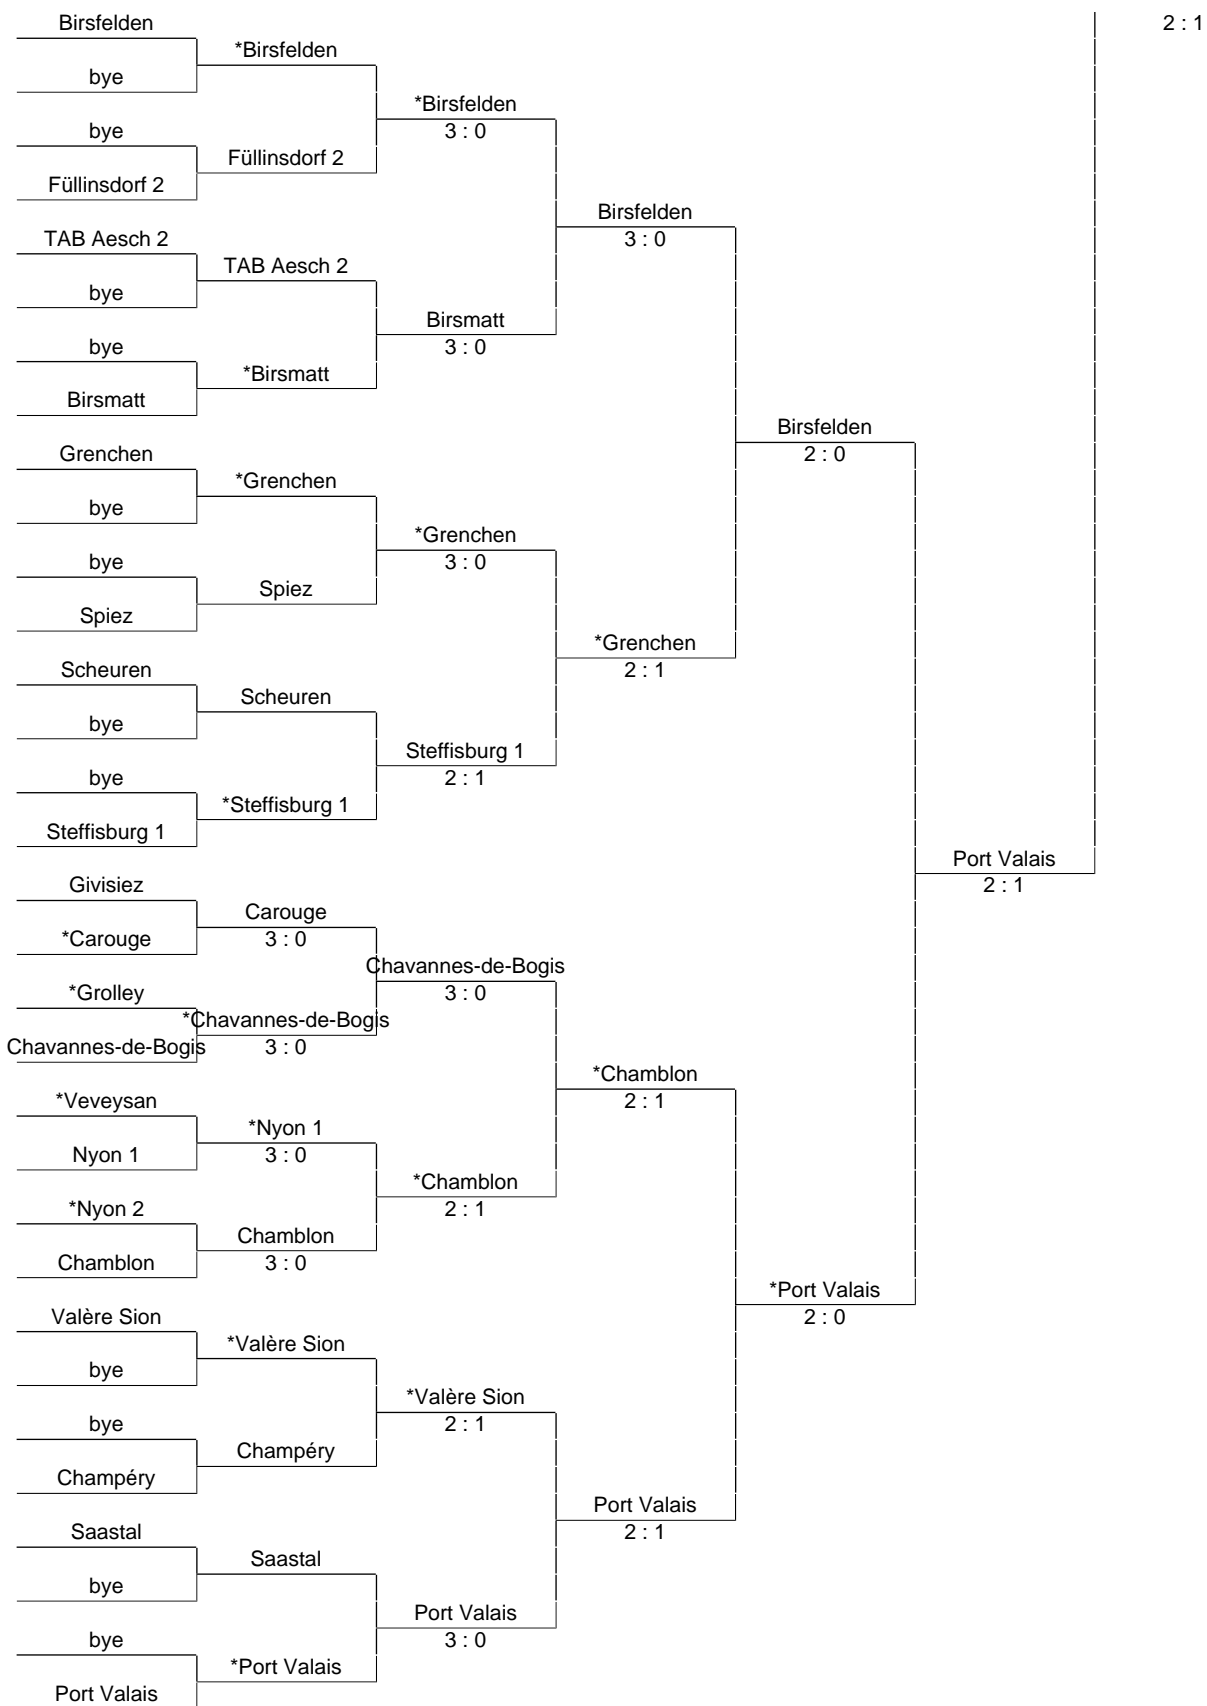 Birsfelden
2 : 1
*Birsfelden
bye
*Birsfelden
bye
3 : 0
Füllinsdorf 2
Füllinsdorf 2
Birsfelden
TAB Aesch 2
3 : 0
TAB Aesch 2
bye
Birsmatt
bye
3 : 0
*Birsmatt
Birsmatt
Birsfelden
Grenchen
2 : 0
*Grenchen
bye
*Grenchen
bye
3 : 0
Spiez
Spiez
*Grenchen
Scheuren
2 : 1
Scheuren
bye
Steffisburg 1
bye
2 : 1
*Steffisburg 1
Steffisburg 1
Port Valais
Givisiez
2 : 1
Carouge
*Carouge
3 : 0
Chavannes-de-Bogis
*Grolley
3 : 0
*Chavannes-de-Bogis
Chavannes-de-Bogis
3 : 0
*Chamblon
*Veveysan
2 : 1
*Nyon 1
Nyon 1
3 : 0
*Chamblon
*Nyon 2
2 : 1
Chamblon
Chamblon
3 : 0
*Port Valais
Valère Sion
2 : 0
*Valère Sion
bye
*Valère Sion
bye
2 : 1
Champéry
Champéry
Port Valais
Saastal
2 : 1
Saastal
bye
Port Valais
bye
3 : 0
*Port Valais
Port Valais